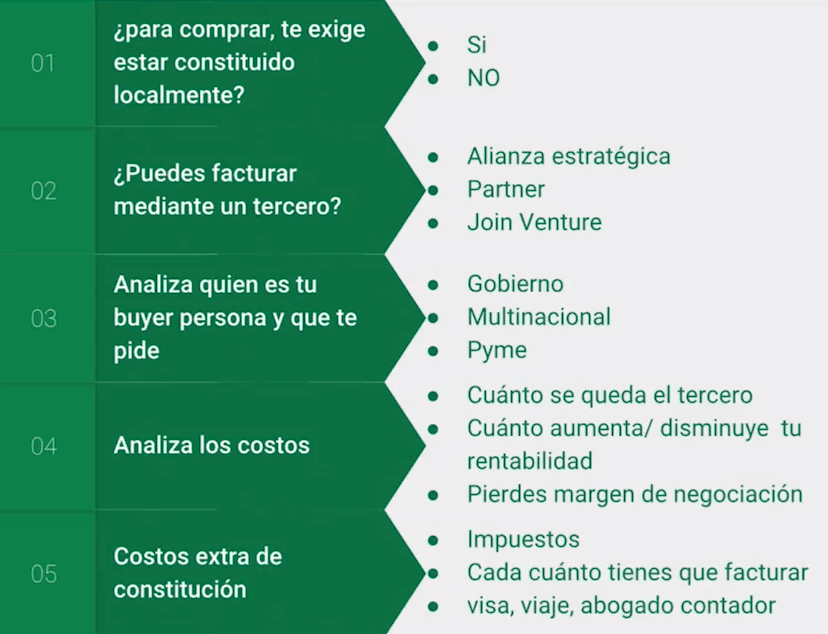 01
¿para comprar, te exige
estar constituido
localmente?
Si
NO
02
¿Puedes facturar
mediante un tercero?
Alianza estratégica
Partner
Join Venture
03
Analiza quien es tu
buyer persona y que te
pide
Gobierno
Multinacional
Pyme
04
Analiza los costos
Cuánto se queda el tercero
Cuánto aumenta/ disminuye tu
rentabilidad
Pierdes margen de negociación
05
Costos extra de
constitución
Impuestos
Cada cuánto tienes que facturar
visa, viaje, abogado contador